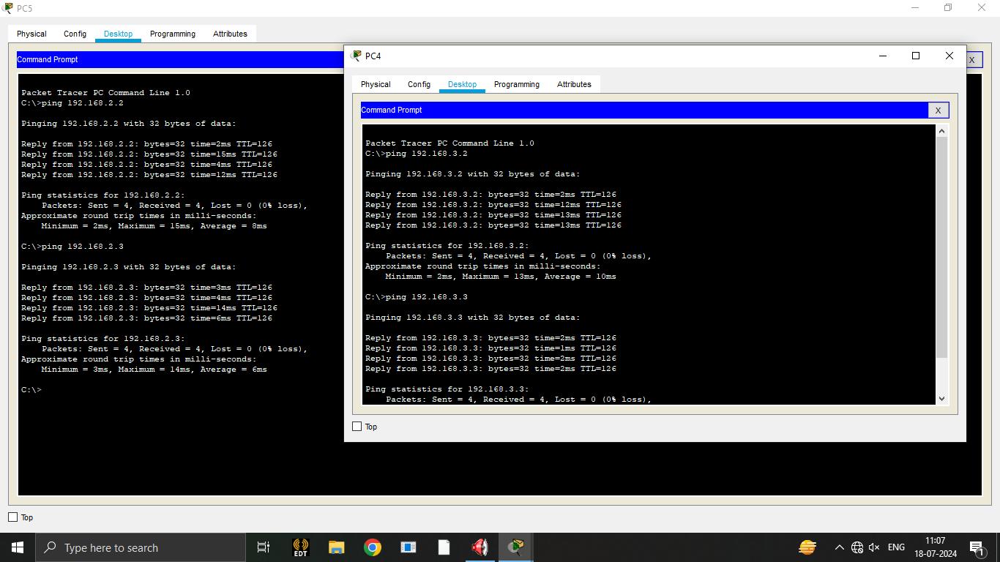 PC5
Physical Config Desktop Programming Attributes
Command Prompt
X
Packet Tracer PC Command Line 1.0
C:\>ping 192.168.2.2
Pinging 192.168.2.2 with 32 bytes of data:
Reply from 192.168.2.2: bytes=32 time=2ms TTL=126
Reply from 192.168.2.2: bytes=32 time=15ms TTL=126
Reply from 192.168.2.2: bytes=32 time=4ms TTL=126
Reply from 192.168.2.2: bytes=32 time=12ms TTL=126
Ping statistics for 192.168.2.2:
Packets: Sent = 4, Received = 4, Lost = 0 (0% loss),
Approximate round trip times in milli-seconds:
Minimum = 2ms, Maximum = 15ms, Average = 8ms
C:\>ping 192.168.2.3
Pinging 192.168.2.3 with 32 bytes of data:
Reply from 192.168.2.3: bytes=32 time=3ms TTL=126
Reply from 192.168.2.3: bytes=32 time=4ms TTL=126
Reply from 192.168.2.3: bytes=32 time=14ms TTL=126
Reply from 192.168.2.3: bytes=32 time=6ms TTL=126
Ping statistics for 192.168.2.3:
Packets: Sent = 4, Received = 4, Lost = 0 (0% loss),
Approximate round trip times in milli-seconds:
Minimum = 3ms, Maximum = 14ms, Average = 6ms
C:\>
Top
PC4
Physical Config Desktop Programming Attributes
Command Prompt
X
Packet Tracer PC Command Line 1.0
C:\>ping 192.168.3.2
Pinging 192.168.3.2 with 32 bytes of data:
Reply from 192.168.3.2: bytes=32 time=2ms TTL=126
Reply from 192.168.3.2: bytes=32 time=12ms TTL=126
Reply from 192.168.3.2: bytes=32 time=13ms TTL=126
Reply from 192.168.3.2: bytes=32 time=13ms TTL=126
Ping statistics for 192.168.3.2:
Packets: Sent = 4, Received = 4, Lost = 0 (0% loss),
Approximate round trip times in milli-seconds:
Minimum = 2ms, Maximum = 13ms, Average = 10ms
C:\>ping 192.168.3.3
Pinging 192.168.3.3 with 32 bytes of data:
Reply from 192.168.3.3: bytes=32 time=2ms TTL=126
Reply from 192.168.3.3: bytes=32 time=1ms TTL=126
Reply from 192.168.3.3: bytes=32 time=2ms TTL=126
Reply from 192.168.3.3: bytes=32 time=2ms TTL=126
Ping statistics for 192.168.3.3:
Packets: Sent = 4, Received = 4, Lost = 0 (0% loss),
Top
Type here to search
EDT
ENG
11:07
18-07-2024
1